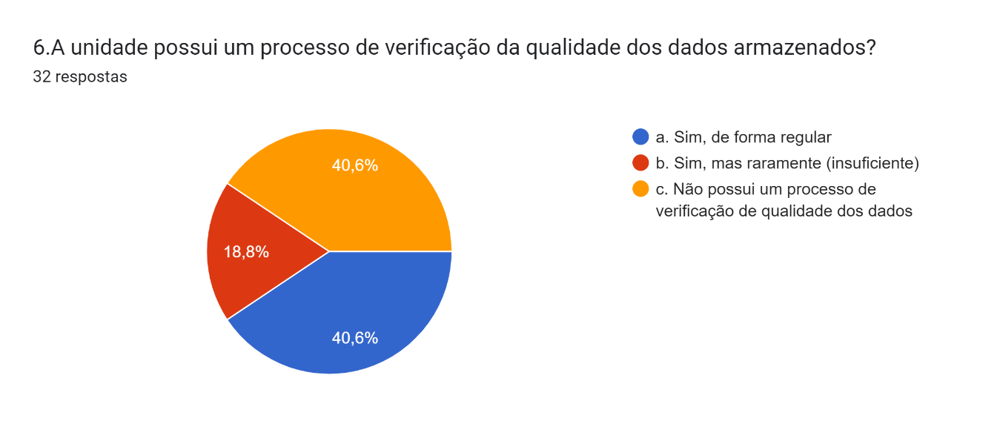 6.A unidade possui um processo de verificação da qualidade dos dados armazenados?
32 respostas
40,6%
18,8%
40,6%
a. Sim, de forma regular
b. Sim, mas raramente (insuficiente)
c. Não possui um processo de
verificação de qualidade dos dados